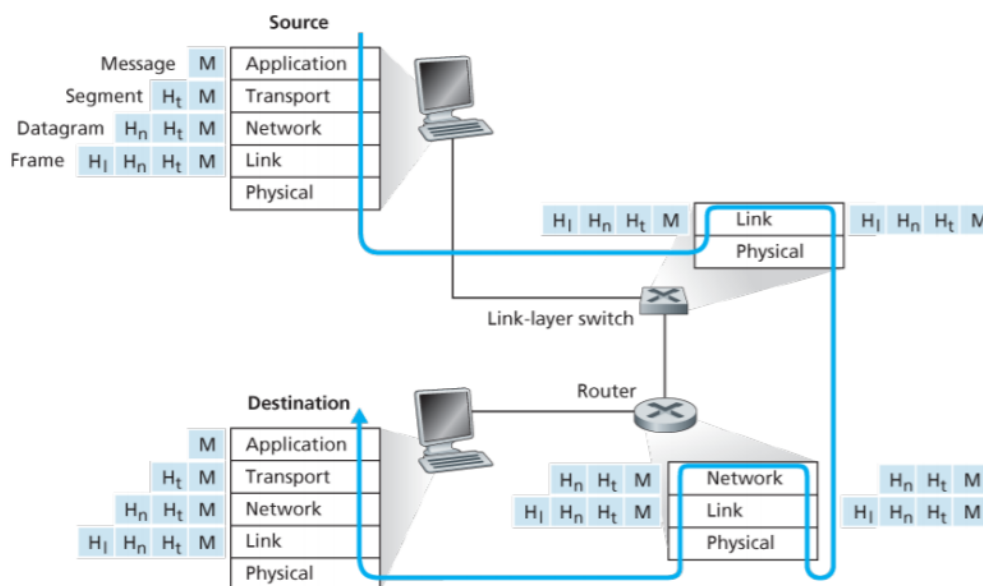 Source
Message M Application
Segment Ht M Transport
Datagram Hn Ht M Network
Frame Hl Hn Ht M Link
Physical
Hl Hn Ht M Link Hl Hn Ht M
Physical
Link-layer switch
Router
Destination
M Application
Ht M Transport
Hn Ht M Network
Hl Hn Ht M Link
Physical
Hn Ht M Network Hn Ht M
Hl Hn Ht M Link Hl Hn Ht M
Physical